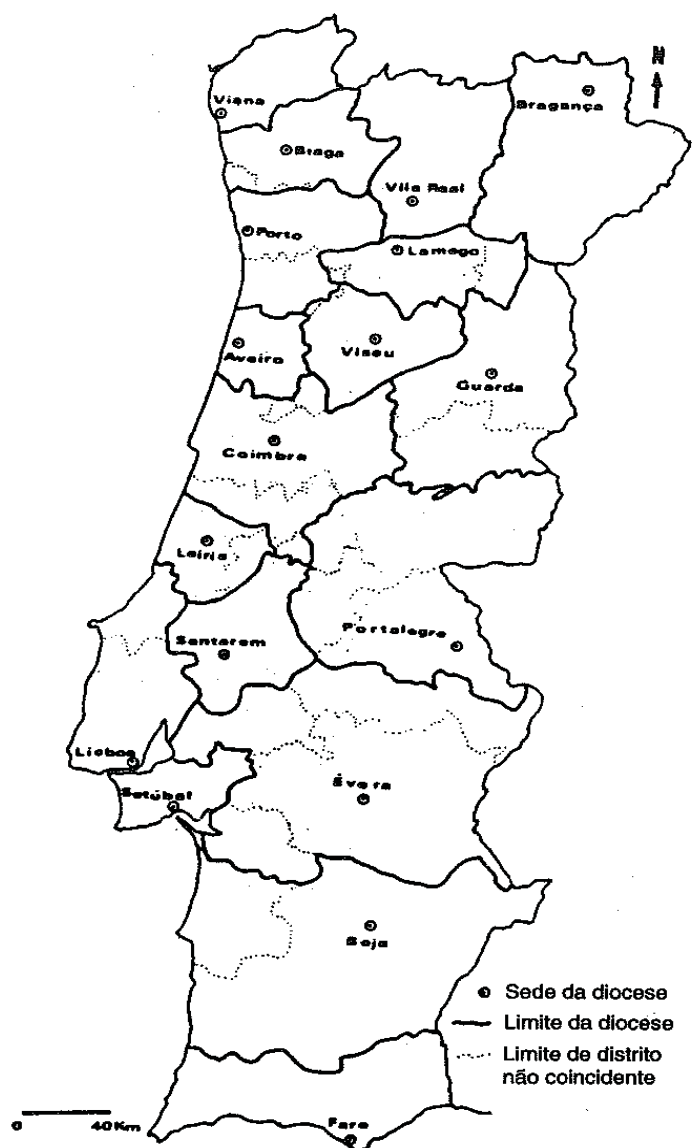 N
Bragança
Viana
Braga
Vila Real
Porto
Lamego
Aveiro
Viseu
Guarda
Coimbra
Leiria
Santarem
Portalegre
Lisboa
Setúbal
Évora
Beja
Sede da diocese
Limite da diocese
Limite de distrito
não coincidente
0 40Km
Faro